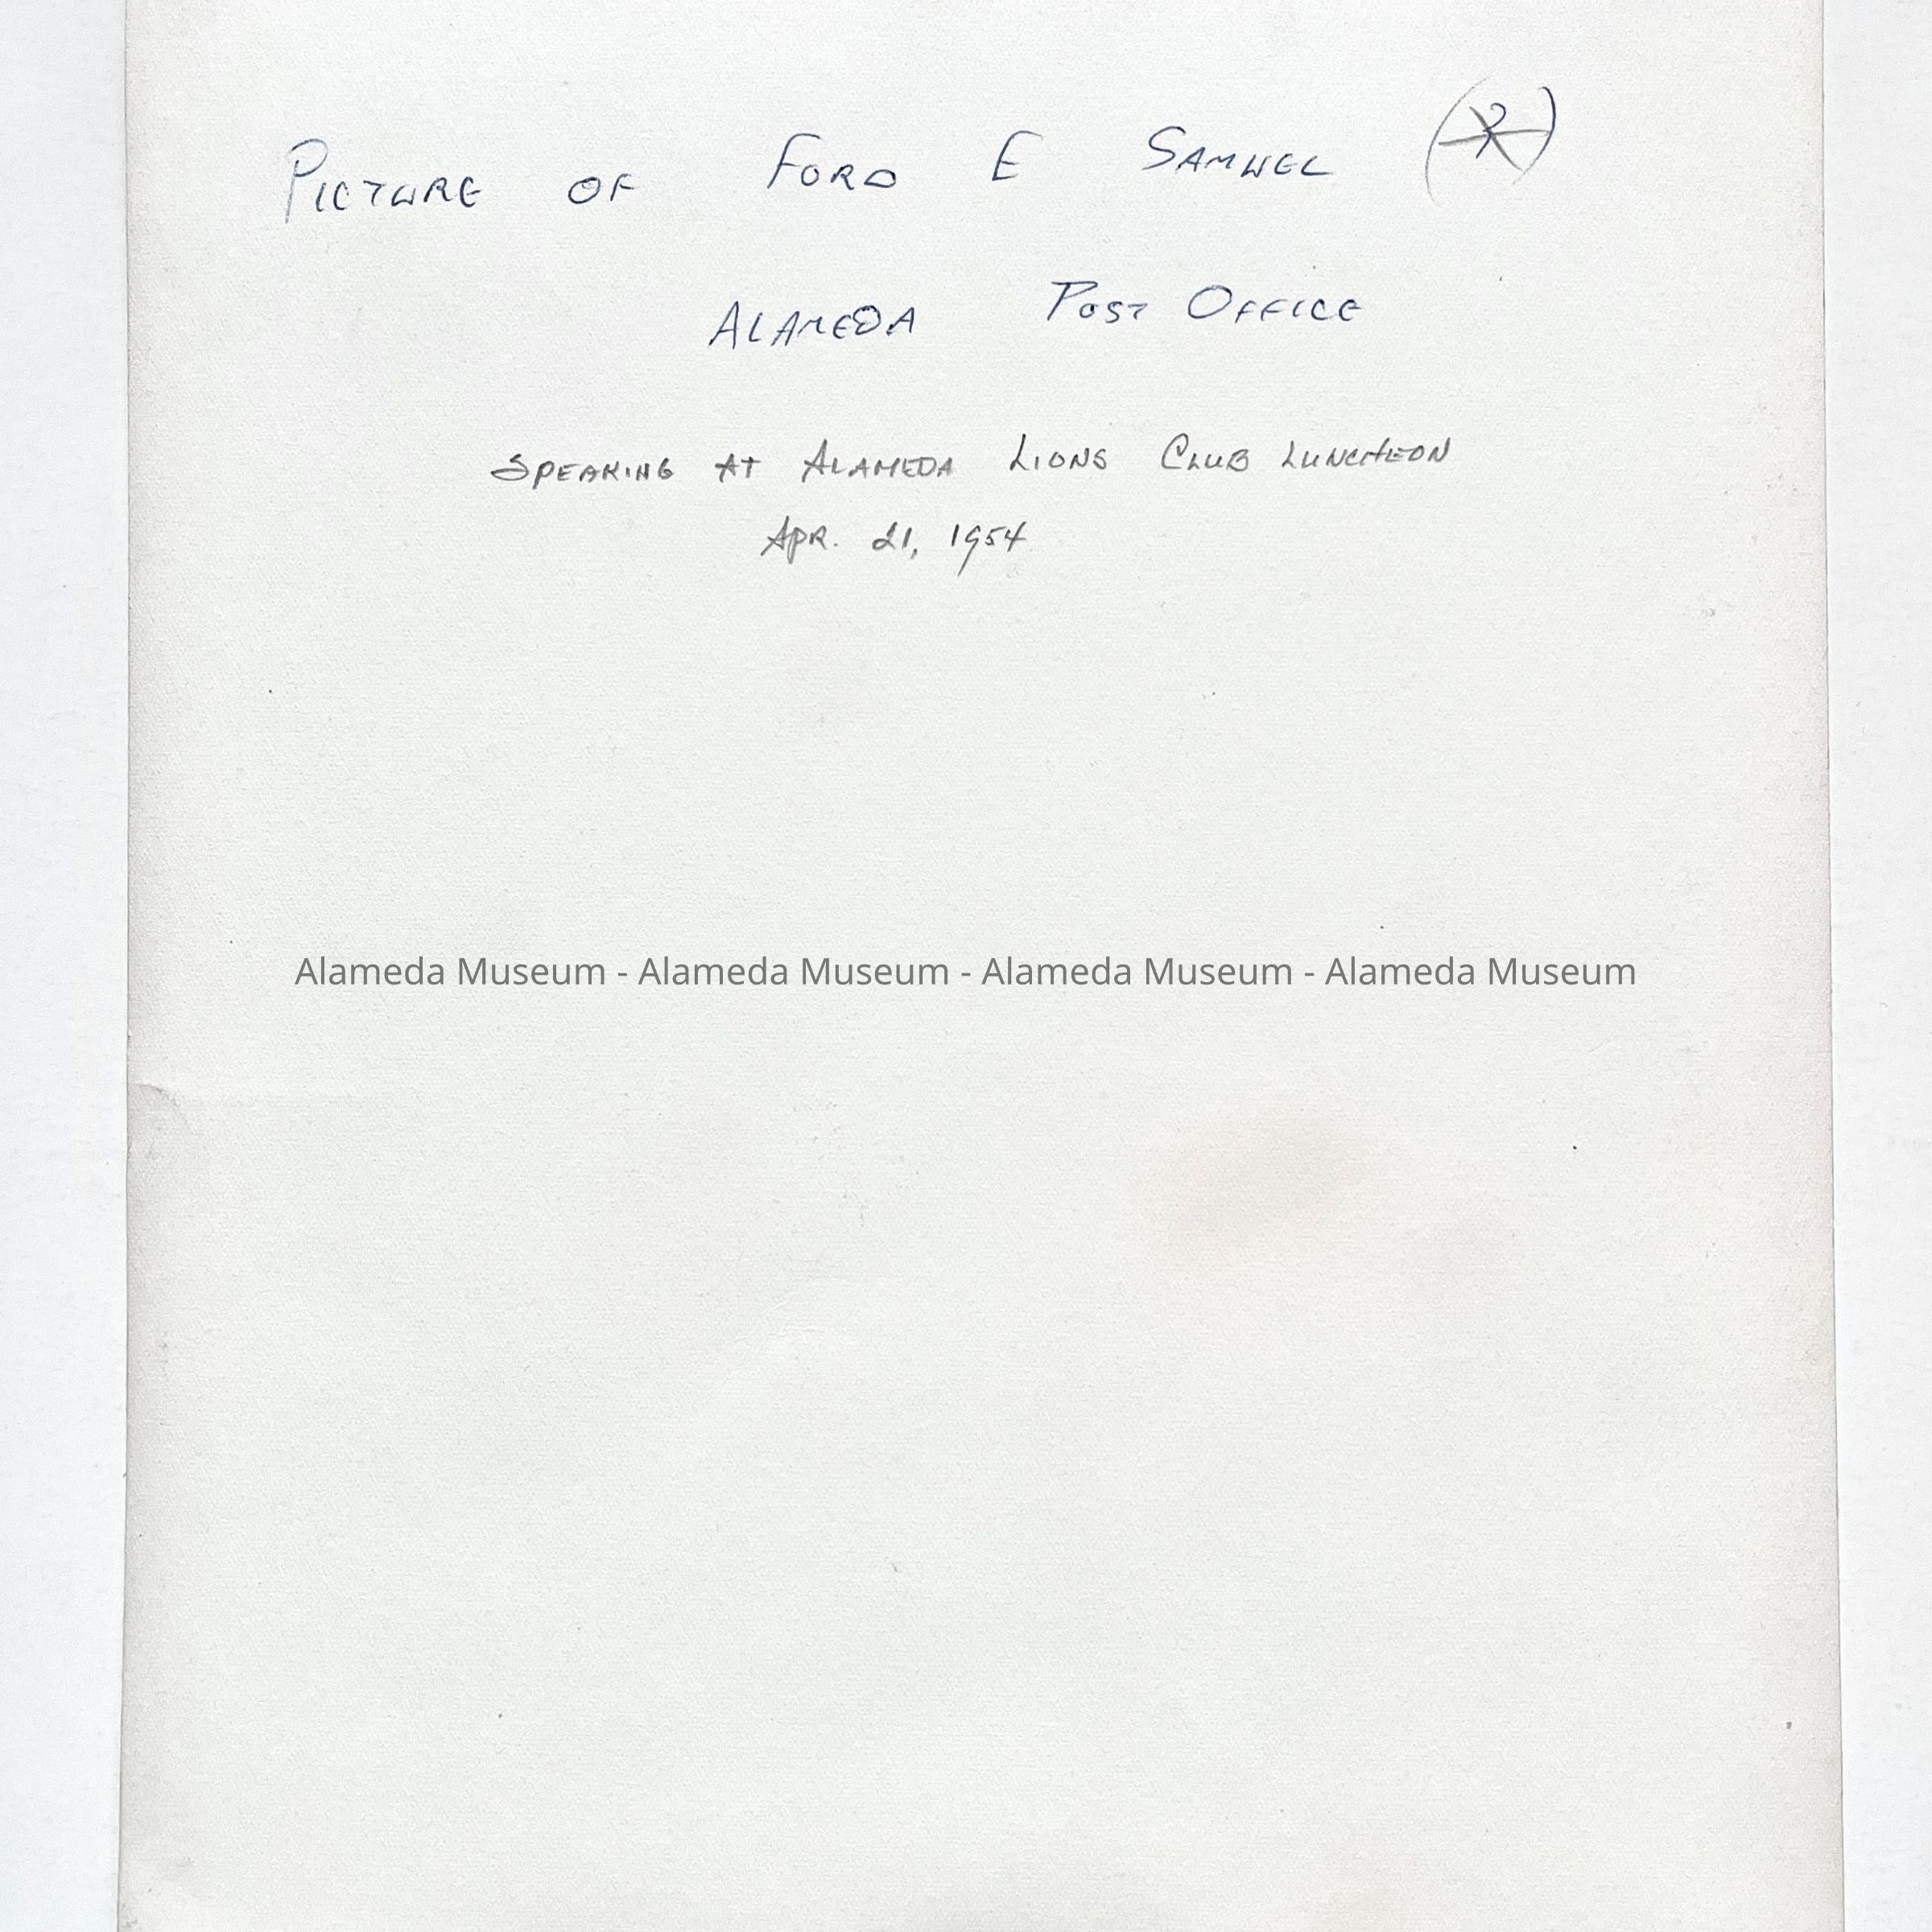 PICTURE OF FORD E SAMUEL (?)
ALAMEDA POST OFFICE
SPEAKING AT ALAMEDA LIONS CLUB LUNCHEON
APR. 21, 1954
Alameda Museum - Alameda Museum - Alameda Museum - Alameda Museum